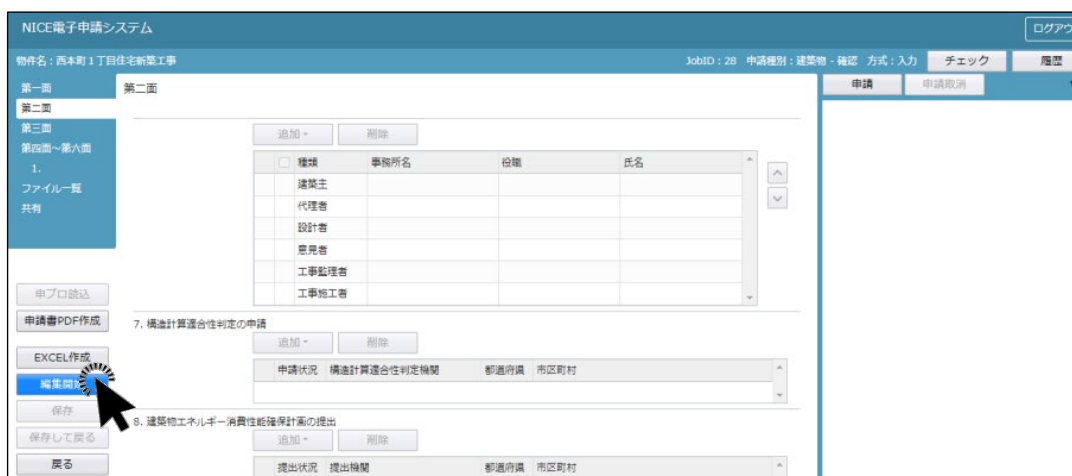 NICE電子申請システム
ログアウ
物件名：西本町1丁目住宅新築工事
JobID：28 申請種別：建築物 - 確認 方式：入力
チェック
履歴
第一面
第二面
第三面
第四面～第六面
1.
ファイル一覧
共有
申プロ読込
申請書PDF作成
EXCEL作成
編集開
保存
保存して戻る
戻る
第二面
追加 削除
種類 事務所名 役職 氏名
建築主
代理者
設計者
意見者
工事監理者
工事施工者
7. 構造計算適合性判定の申請
追加 削除
申請状況 構造計算適合性判定機関 都道府県 市区町村
8. 建築物エネルギー消費性能確保計画の提出
追加 削除
提出状況 提出機関 都道府県 市区町村
申請 申請取消